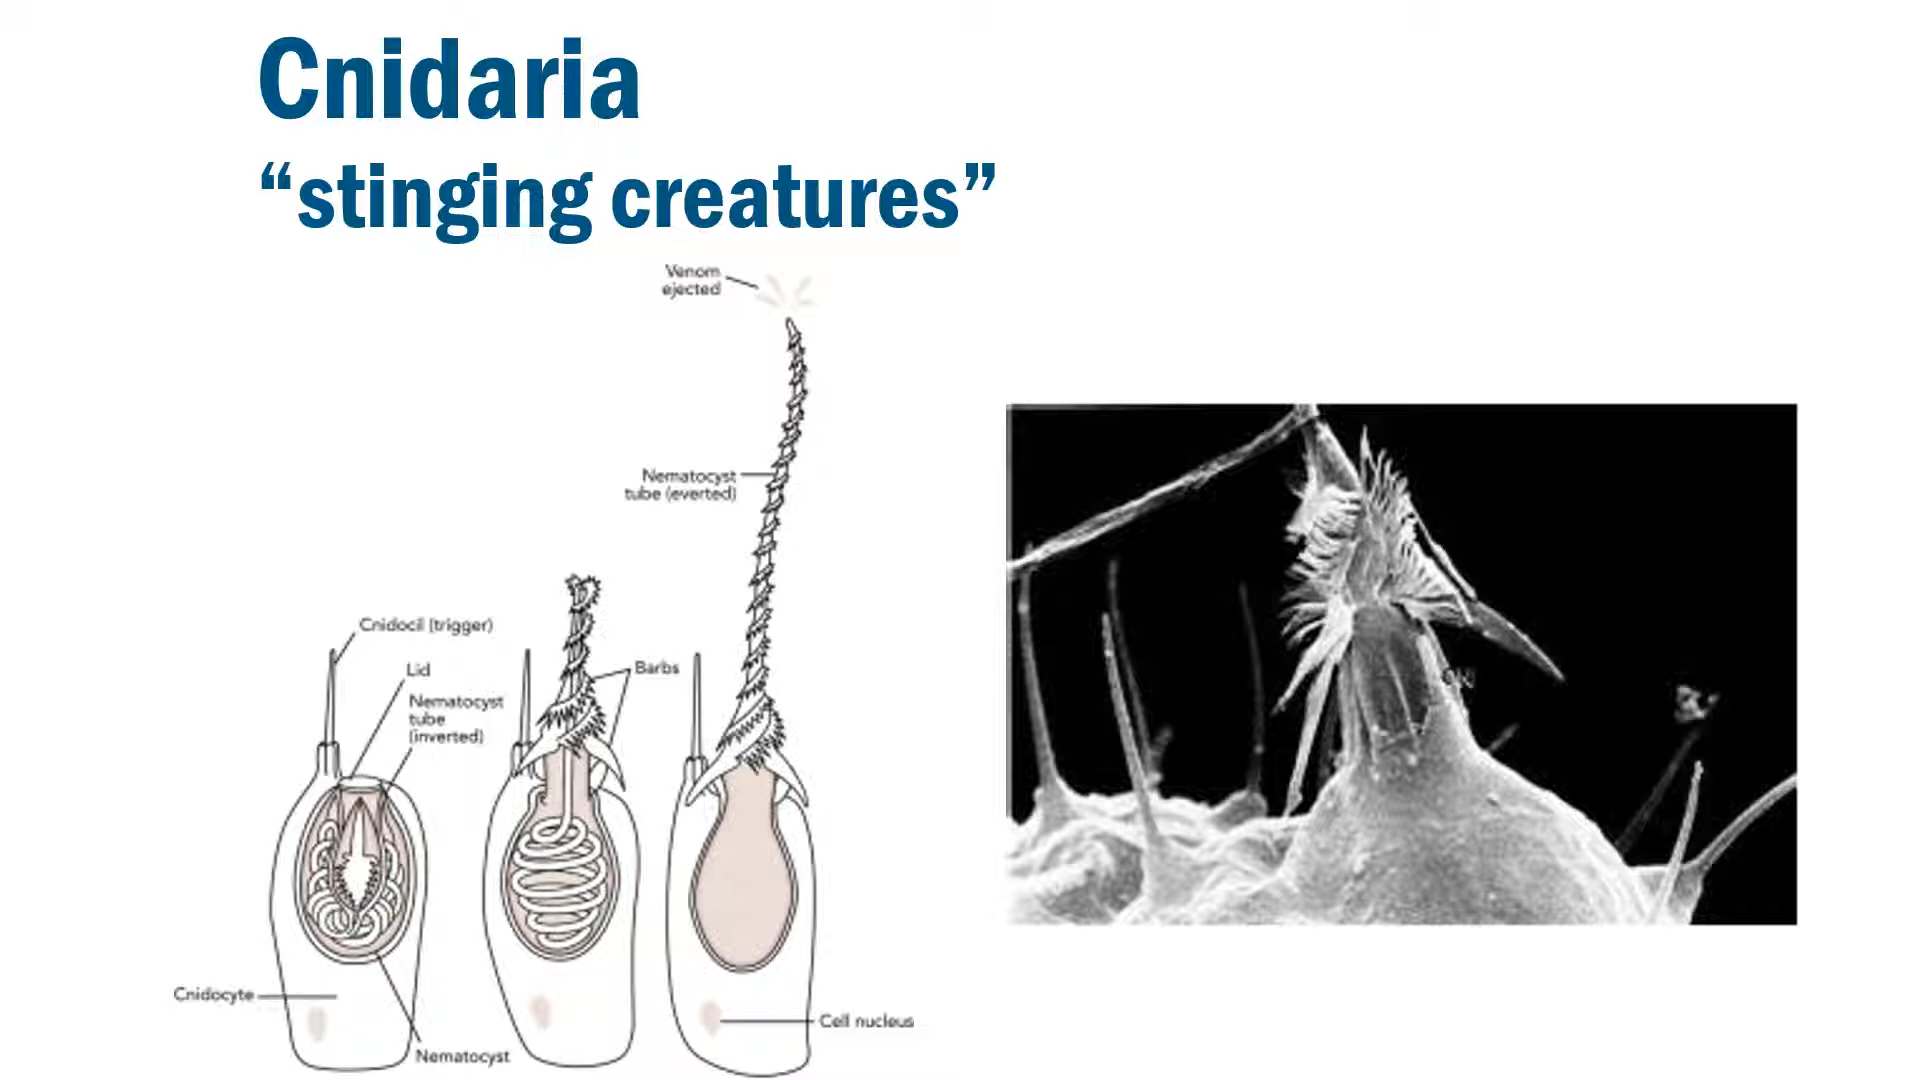 Cnidaria
“stinging creatures”
Venom
ejected
Nematocyst
tube (everted)
Cnidocil (trigger)
Lid
Barbs
Nematocyst
tube
(inverted)
Cnidocyte
Cell nucleus
Nematocyst